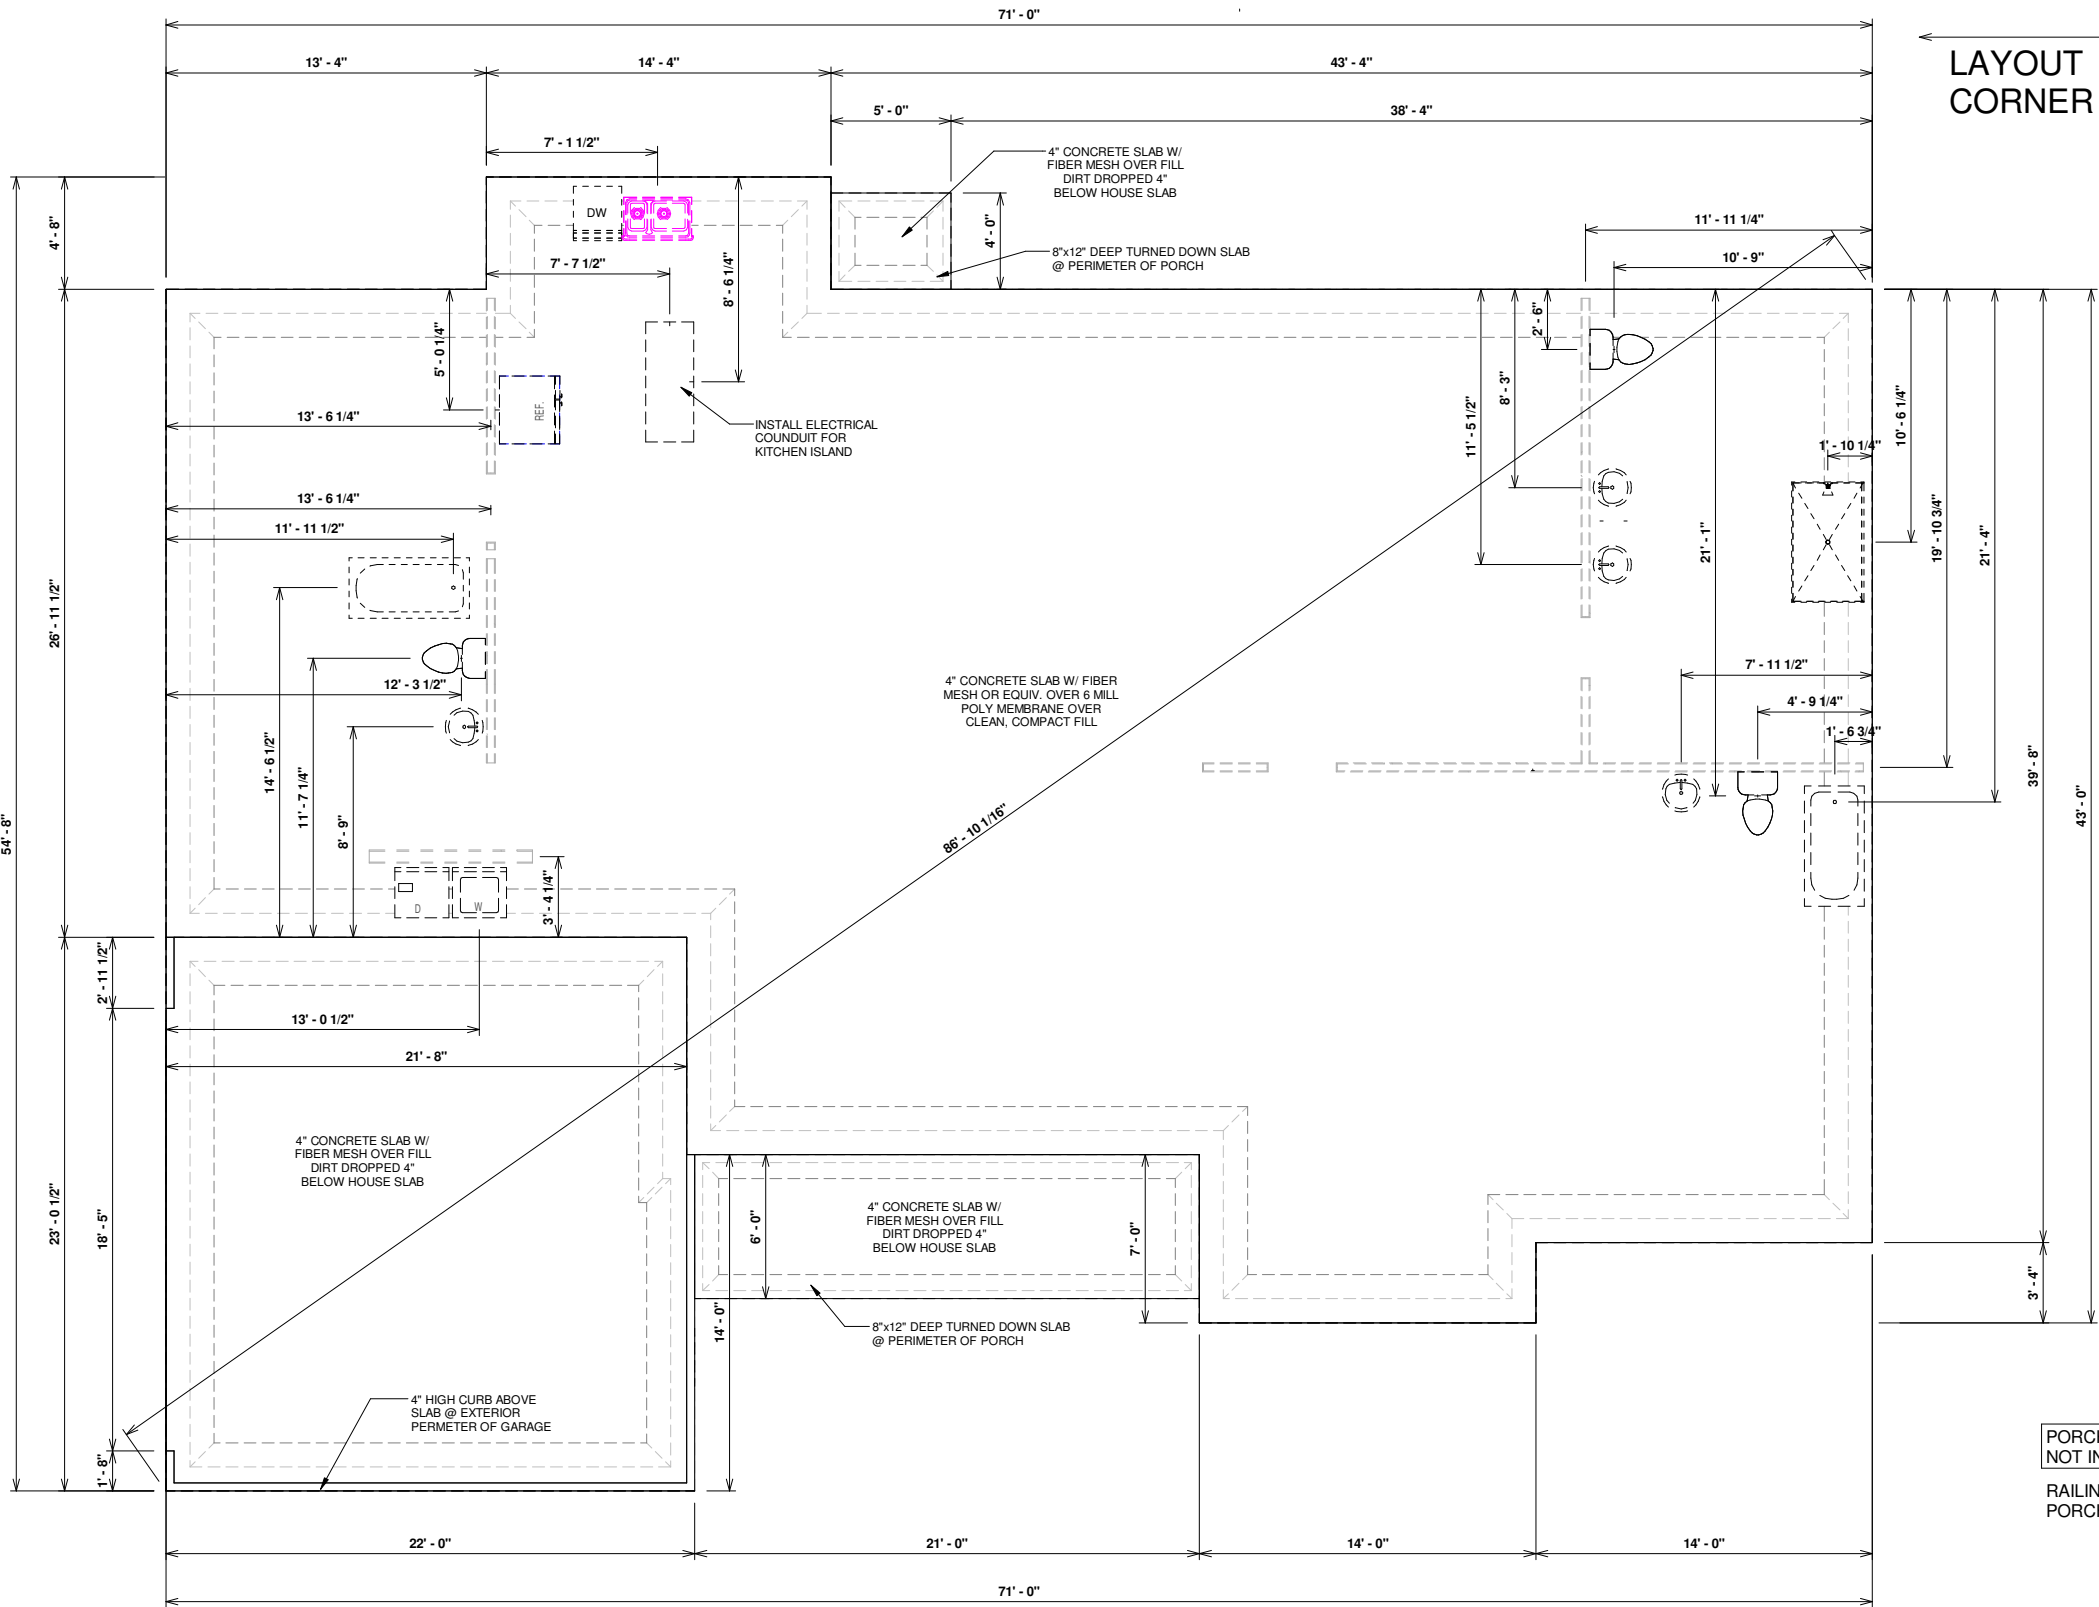 71' - 0"
LAYOUT
CORNER
13' - 4"
14' - 4"
43' - 4"
5' - 0"
38' - 4"
7' - 1 1/2"
4" CONCRETE SLAB W/
FIBER MESH OVER FILL
DIRT DROPPED 4"
BELOW HOUSE SLAB
4' - 8"
DW
4' - 0"
11' - 11 1/4"
8"x12" DEEP TURNED DOWN SLAB
@ PERIMETER OF PORCH
10' - 9"
7' - 7 1/2"
8' - 6 1/4"
2' - 6"
5' - 0 1/4"
REF.
8' - 3"
10' - 6 1/4"
13' - 6 1/4"
INSTALL ELECTRICAL
COUNDUIT FOR
KITCHEN ISLAND
11' - 5 1/2"
1' - 10 1/4"
13' - 6 1/4"
11' - 11 1/2"
21' - 1"
19' - 10 3/4"
21' - 4"
26' - 11 1/2"
12' - 3 1/2"
4" CONCRETE SLAB W/ FIBER
MESH OR EQUIV. OVER 6 MILL
POLY MEMBRANE OVER
CLEAN, COMPACT FILL
7' - 11 1/2"
4' - 9 1/4"
1' - 6 3/4"
14' - 6 1/2"
11' - 7 1/4"
8' - 9"
39' - 8"
43' - 0"
54' - 8"
86' - 10 1/16"
D
W
3' - 4 1/4"
2' - 11 1/2"
13' - 0 1/2"
21' - 8"
4" CONCRETE SLAB W/
FIBER MESH OVER FILL
DIRT DROPPED 4"
BELOW HOUSE SLAB
23' - 0 1/2"
18' - 5"
6' - 0"
4" CONCRETE SLAB W/
FIBER MESH OVER FILL
DIRT DROPPED 4"
BELOW HOUSE SLAB
7' - 0"
3' - 4"
14' - 0"
8"x12" DEEP TURNED DOWN SLAB
@ PERIMETER OF PORCH
4" HIGH CURB ABOVE
SLAB @ EXTERIOR
PERMETER OF GARAGE
1' - 8"
NOT
22' - 0"
21' - 0"
14' - 0"
14' - 0"
71' - 0"